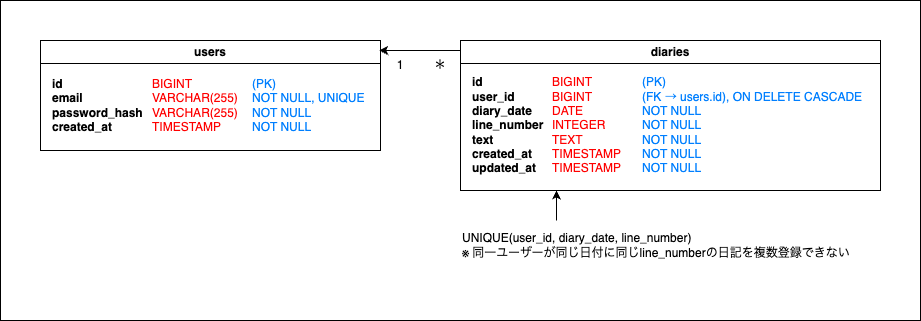 users
id BIGINT (PK)
email VARCHAR(255) NOT NULL, UNIQUE
password_hash VARCHAR(255) NOT NULL
created_at TIMESTAMP NOT NULL
1 *
diaries
id BIGINT (PK)
user_id BIGINT (FK → users.id), ON DELETE CASCADE
diary_date DATE NOT NULL
line_number INTEGER NOT NULL
text TEXT NOT NULL
created_at TIMESTAMP NOT NULL
updated_at TIMESTAMP NOT NULL
UNIQUE(user_id, diary_date, line_number)
※ 同一ユーザーが同じ日付に同じline_numberの日記を複数登録できない